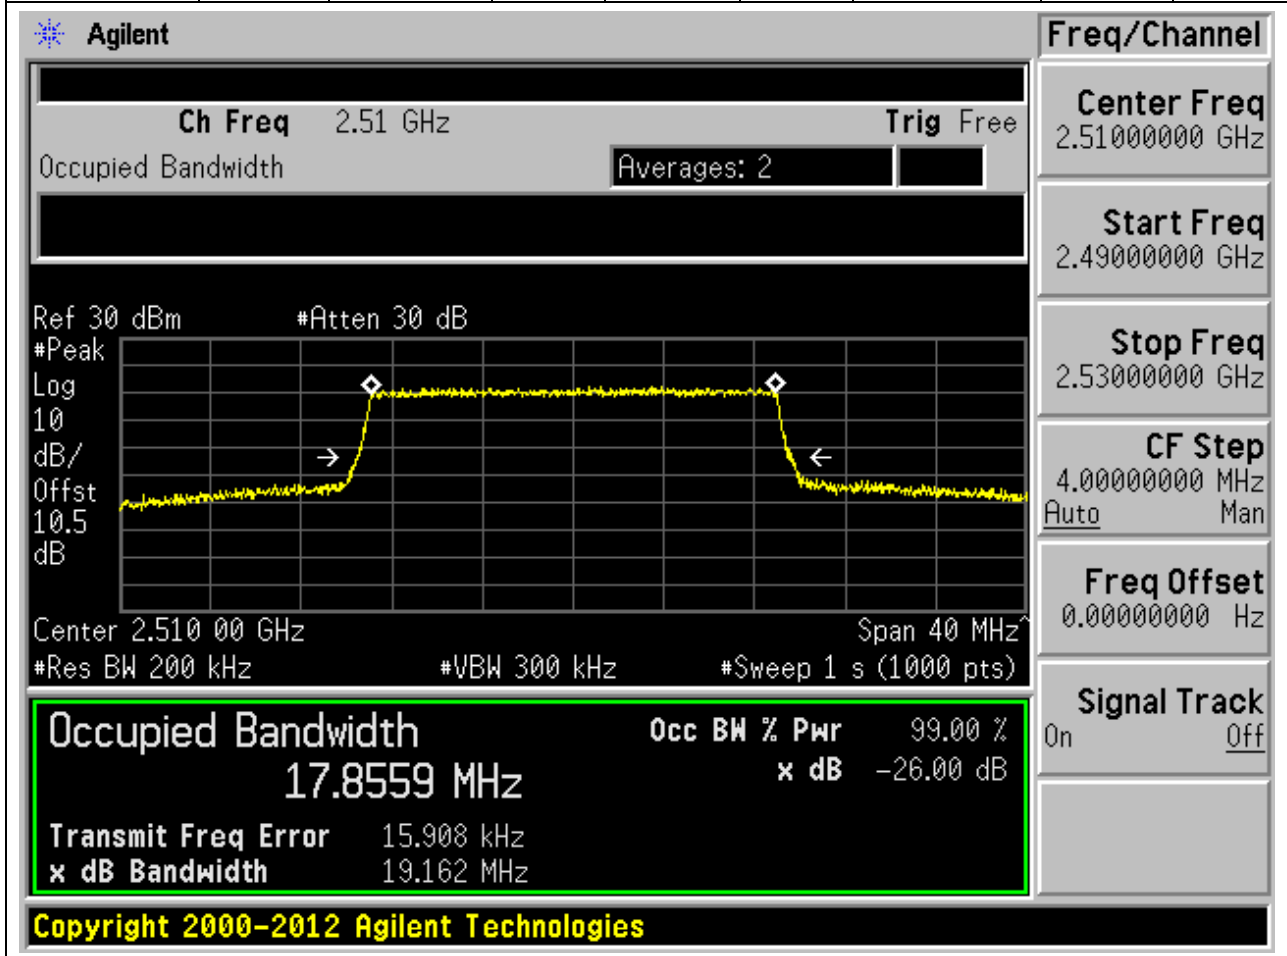 Agilent
Freq/Channel
Ch Freq 2.51 GHz Trig Free
Occupied Bandwidth Averages: 2
Ref 30 dBm #Atten 30 dB
#Peak
Log
10
dB/
Offst
10.5
dB
Center 2.510 00 GHz Span 40 MHz^
#Res BW 200 kHz #VBW 300 kHz #Sweep 1 s (1000 pts)
Occupied Bandwidth
17.8559 MHz
Occ BW % Pwr 99.00 %
x dB -26.00 dB
Transmit Freq Error 15.908 kHz
x dB Bandwidth 19.162 MHz
Copyright 2000-2012 Agilent Technologies
Center Freq
2.51000000 GHz
Start Freq
2.49000000 GHz
Stop Freq
2.53000000 GHz
CF Step
4.00000000 MHz
Auto Man
Freq Offset
0.00000000 Hz
Signal Track
On Off